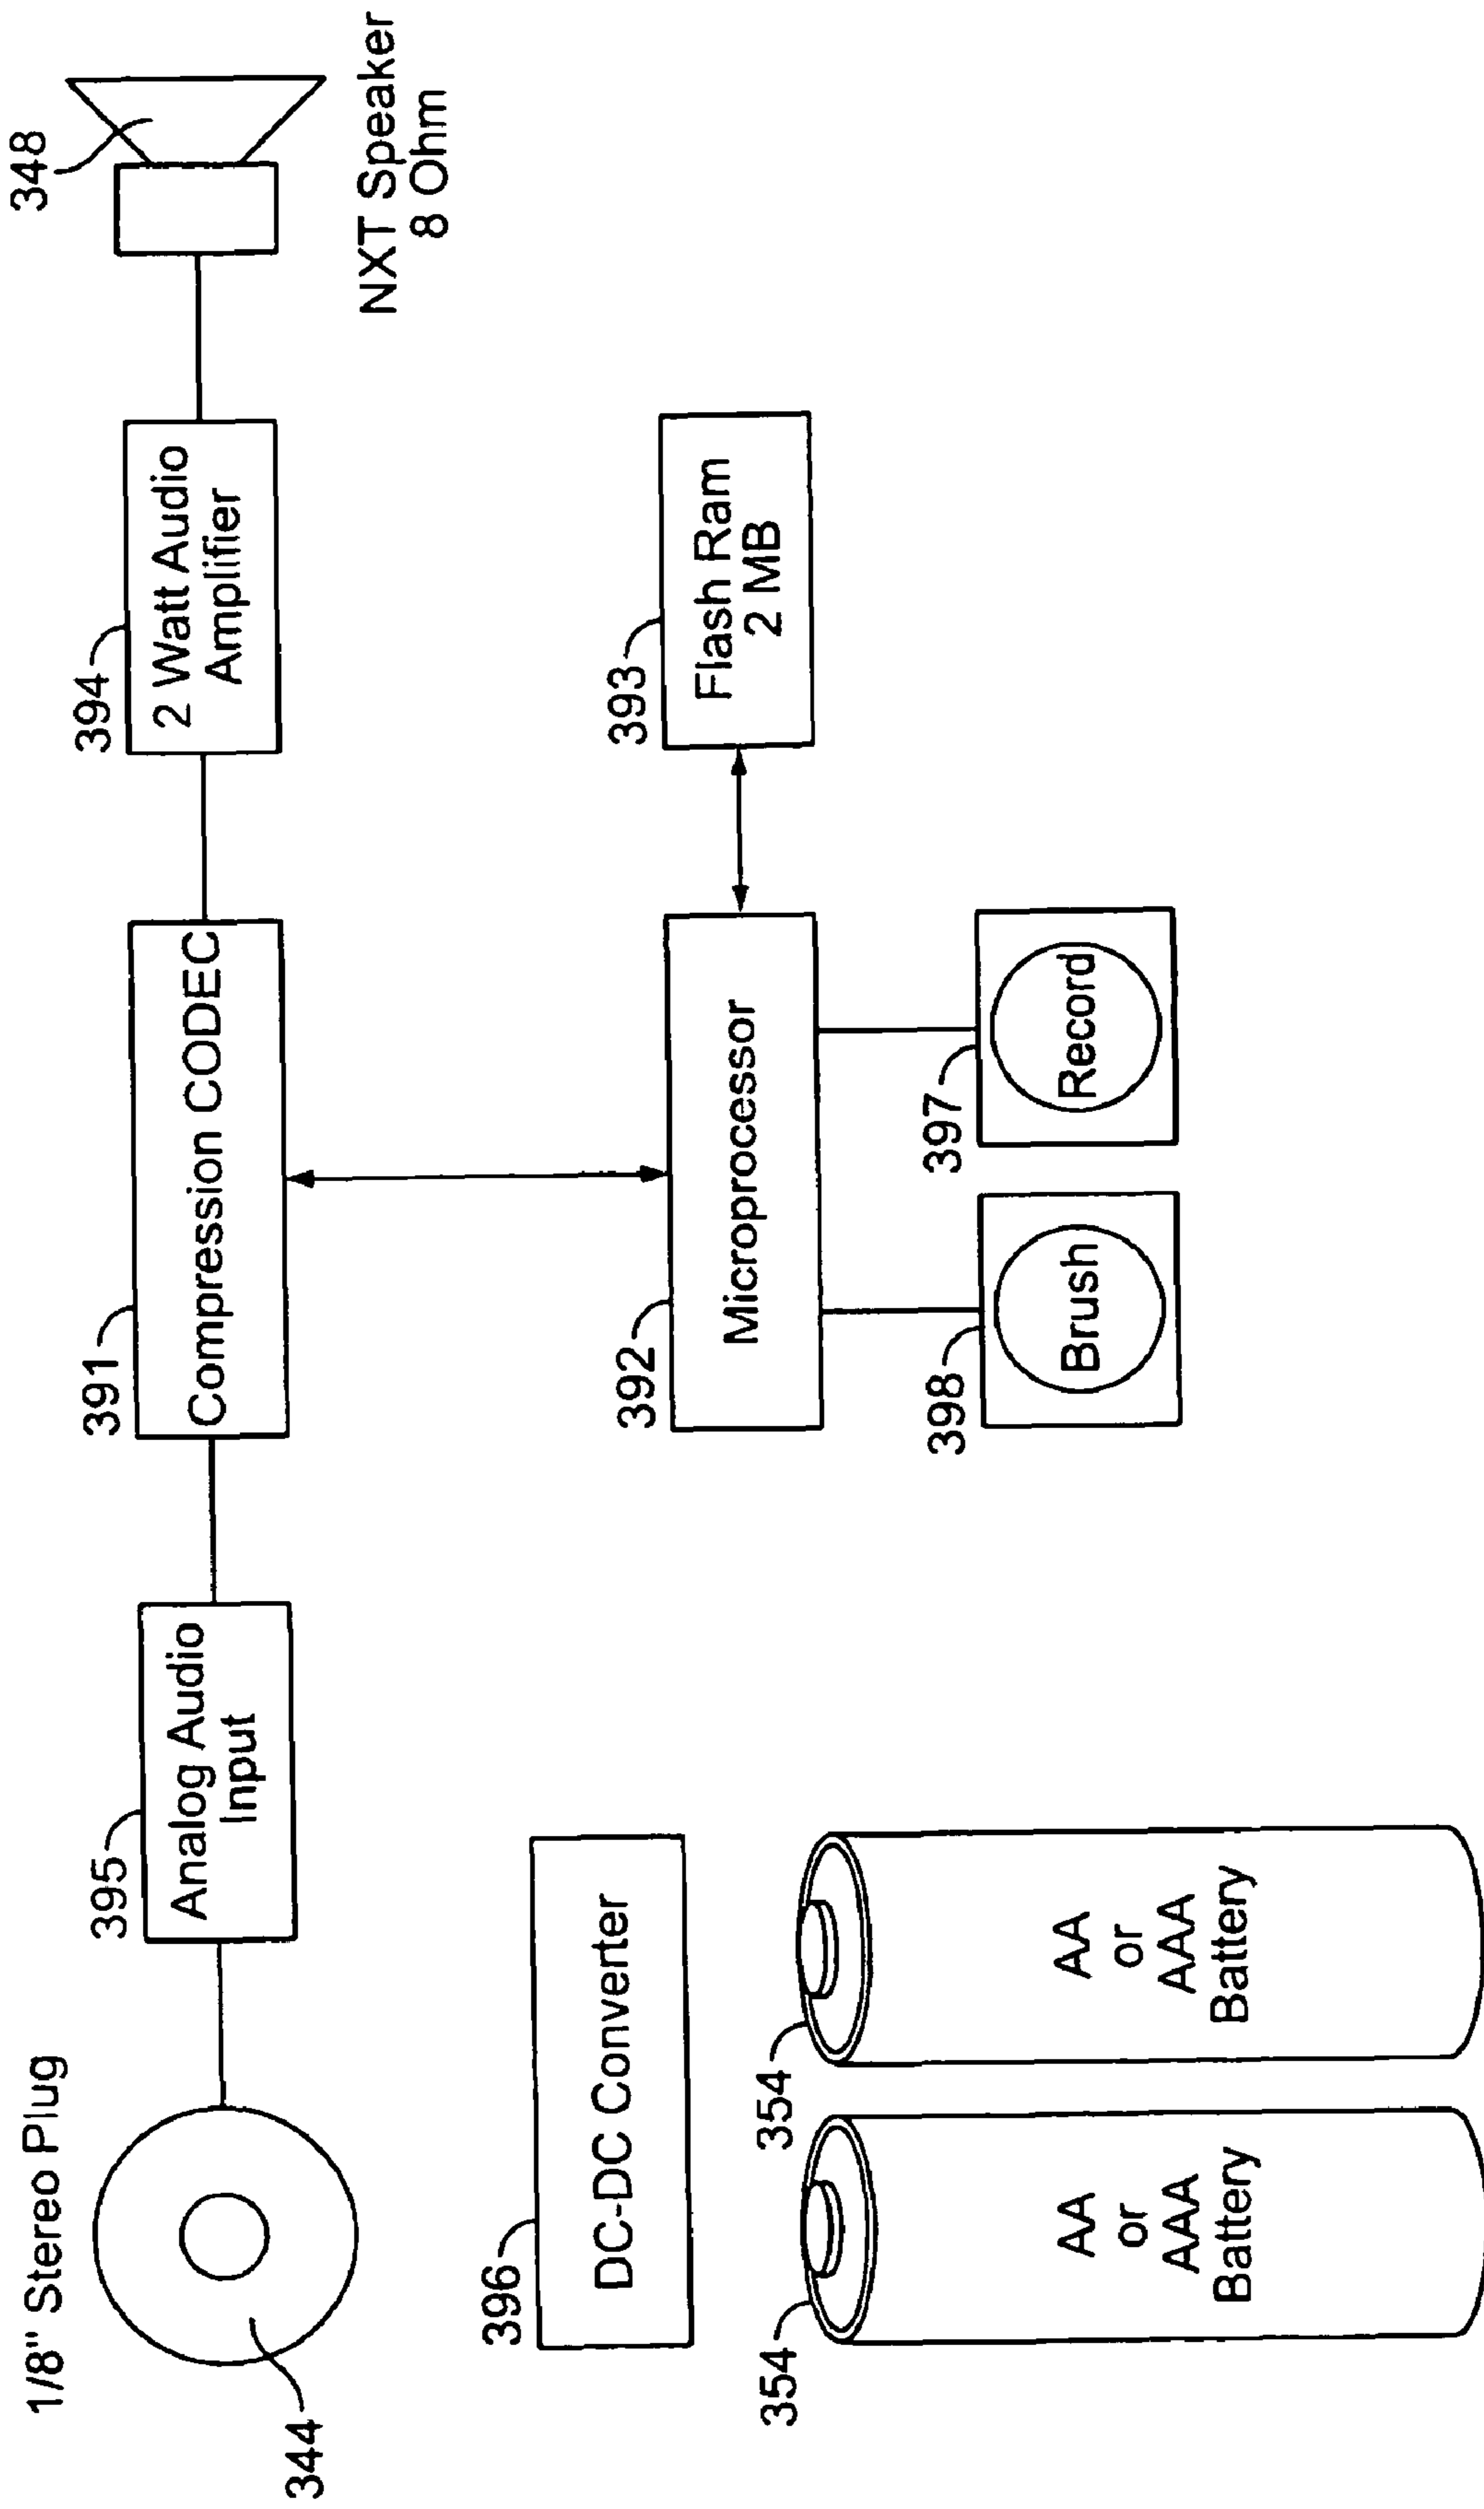 1/8" Stereo Plug
344
395
Analog Audio
Input
391
Compression CODEC
394
2 Watt Audio
Amplifier
348
NXT Speaker
8 Ohm
396
DC-DC Converter
392
Microprocessor
393
Flash Ram
2 MB
354
AA
or
AAA
Battery
354
AA
or
AAA
Battery
398
Brush
397
Record